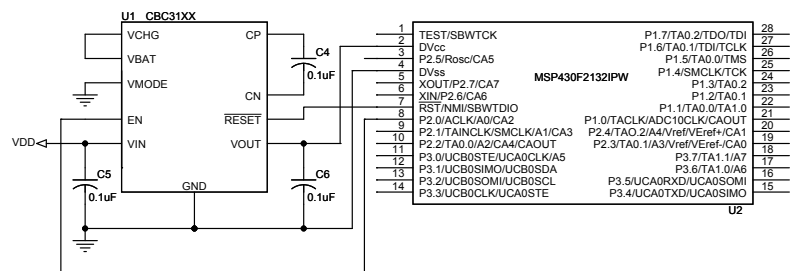 U1 CBC31XX
VCHG
CP
VBAT
VMODE
CN
EN
RESET
VIN
VOUT
GND
VDD
C4
0.1uF
C5
0.1uF
C6
0.1uF
1 TEST/SBWTCK
2 DVcc
3 P2.5/Rosc/CA5
4 DVss
5 XOUT/P2.7/CA7
6 XIN/P2.6/CA6
7 RST/NMI/SBWTDIO
8 P2.0/ACLK/A0/CA2
9 P2.1/TAINCLK/SMCLK/A1/CA3
10 P2.2/TA0.0/A2/CA4/CAOUT
11 P3.0/UCB0STE/UCA0CLK/A5
12 P3.1/UCB0SIMO/UCB0SDA
13 P3.2/UCB0SOMI/UCB0SCL
14 P3.3/UCB0CLK/UCA0STE
MSP430F2132IPW
P1.7/TA0.2/TDO/TDI 28
P1.6/TA0.1/TDI/TCLK 27
P1.5/TA0.0/TMS 26
P1.4/SMCLK/TCK 25
P1.3/TA0.2 24
P1.2/TA0.1 23
P1.1/TA0.0/TA1.0 22
P1.0/TACLK/ADC10CLK/CAOUT 21
P2.4/TAO.2/A4/Vref/VEref+/CA1 20
P2.3/TA0.1/A3/VRef/VEref-/CA0 19
P3.7/TA1.1/A7 18
P3.6/TA1.0/A6 17
P3.5/UCA0RXD/UCA0SOMI 16
P3.4/UCA0TXD/UCA0SIMO 15
U2